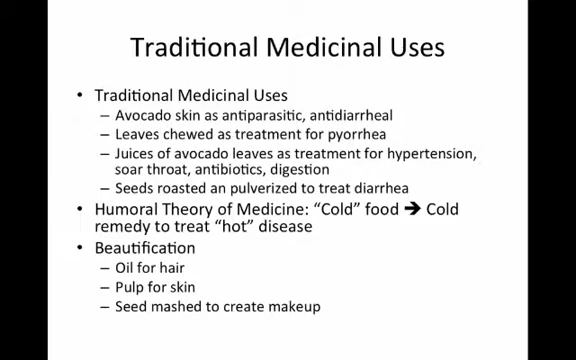 Traditional Medicinal Uses
• Traditional Medicinal Uses
– Avocado skin as antiparasitic, antidiarrheal
– Leaves chewed as treatment for pyorrhea
– Juices of avocado leaves as treatment for hypertension,
soar throat, antibiotics, digestion
– Seeds roasted an pulverized to treat diarrhea
• Humoral Theory of Medicine: “Cold” food ➔ Cold
remedy to treat “hot” disease
• Beautification
– Oil for hair
– Pulp for skin
– Seed mashed to create makeup